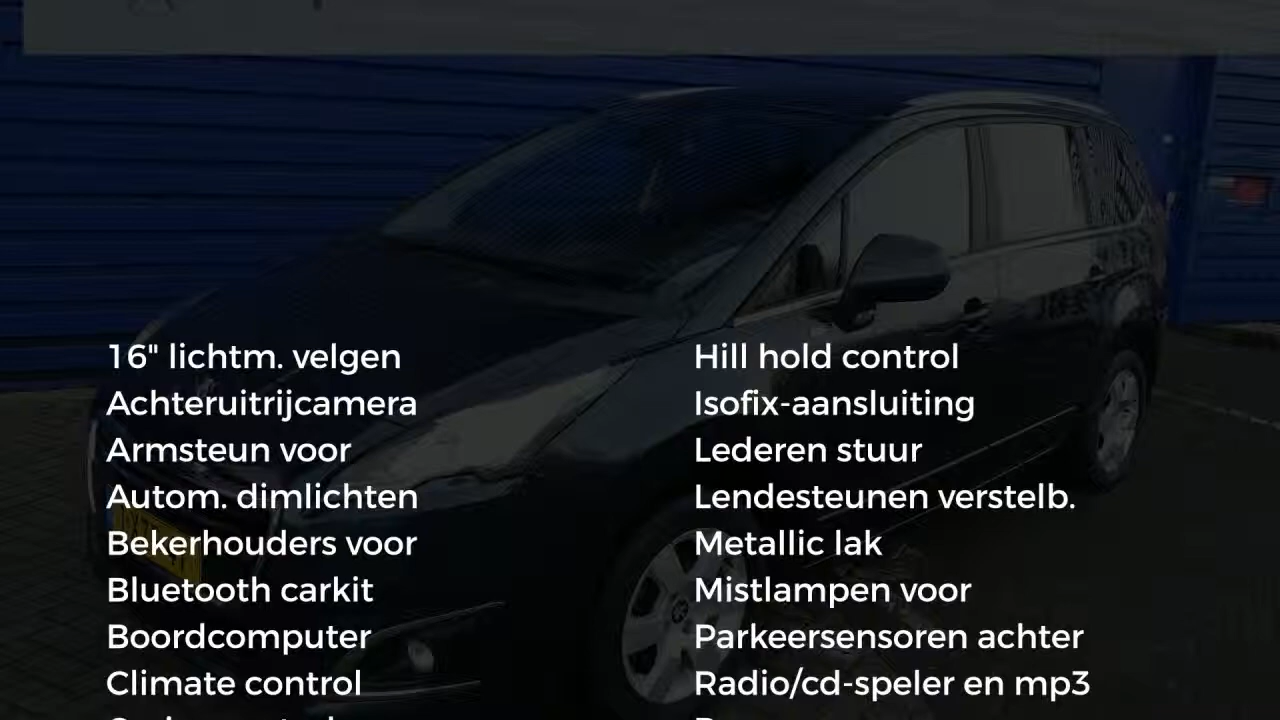 16" lichtm. velgen
Achteruitrijcamera
Armsteun voor
Autom. dimlichten
Bekerhouders voor
Bluetooth carkit
Boordcomputer
Climate control
Hill hold control
Isofix-aansluiting
Lederen stuur
Lendesteunen verstelb.
Metallic lak
Mistlampen voor
Parkeersensoren achter
Radio/cd-speler en mp3